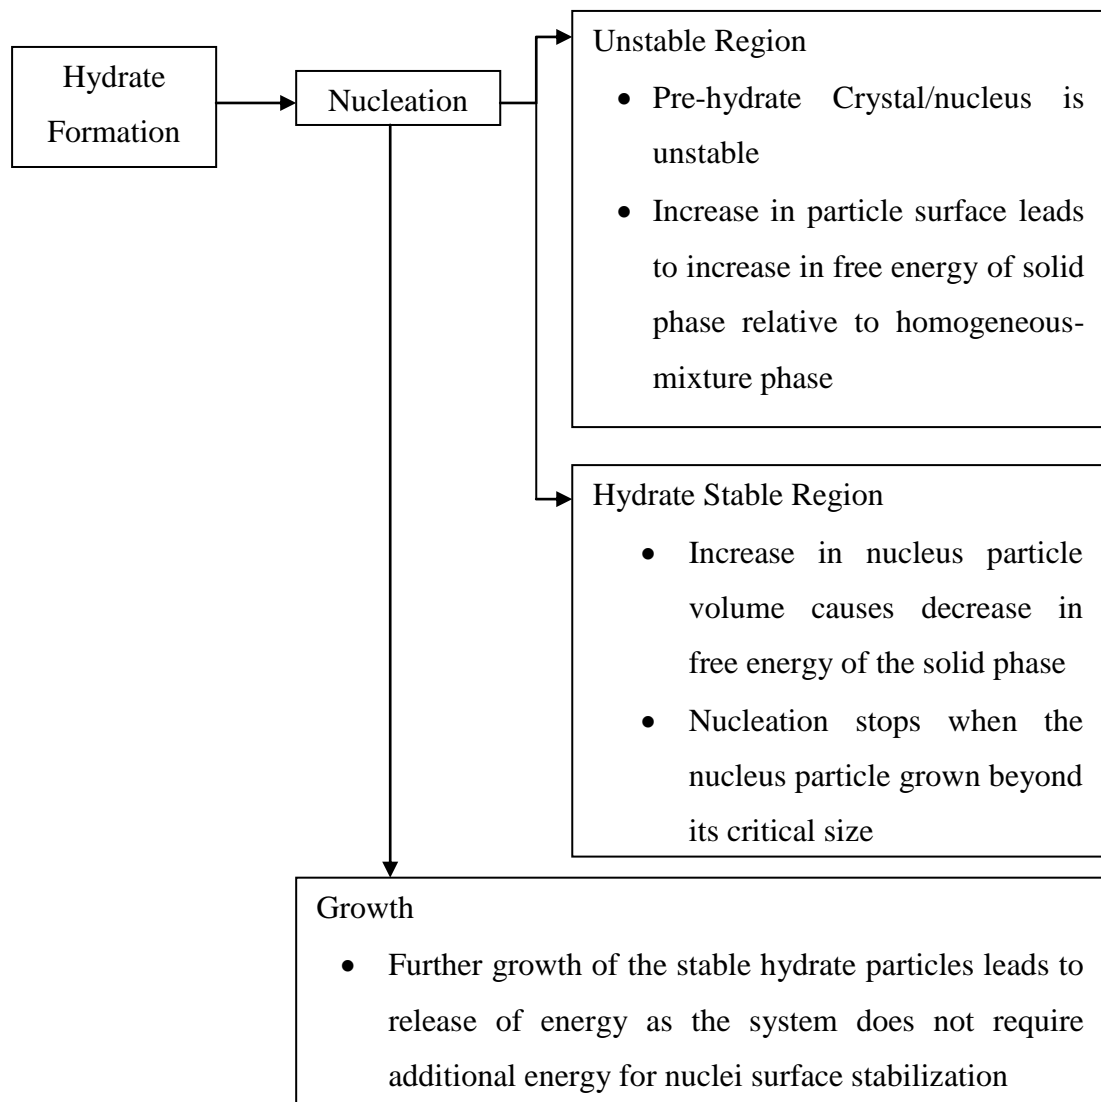 Hydrate
Formation
Nucleation
Unstable Region
• Pre-hydrate Crystal/nucleus is
unstable
• Increase in particle surface leads
to increase in free energy of solid
phase relative to homogeneous-
mixture phase
Hydrate Stable Region
• Increase in nucleus particle
volume causes decrease in
free energy of the solid phase
• Nucleation stops when the
nucleus particle grown beyond
its critical size
Growth
• Further growth of the stable hydrate particles leads to
release of energy as the system does not require
additional energy for nuclei surface stabilization